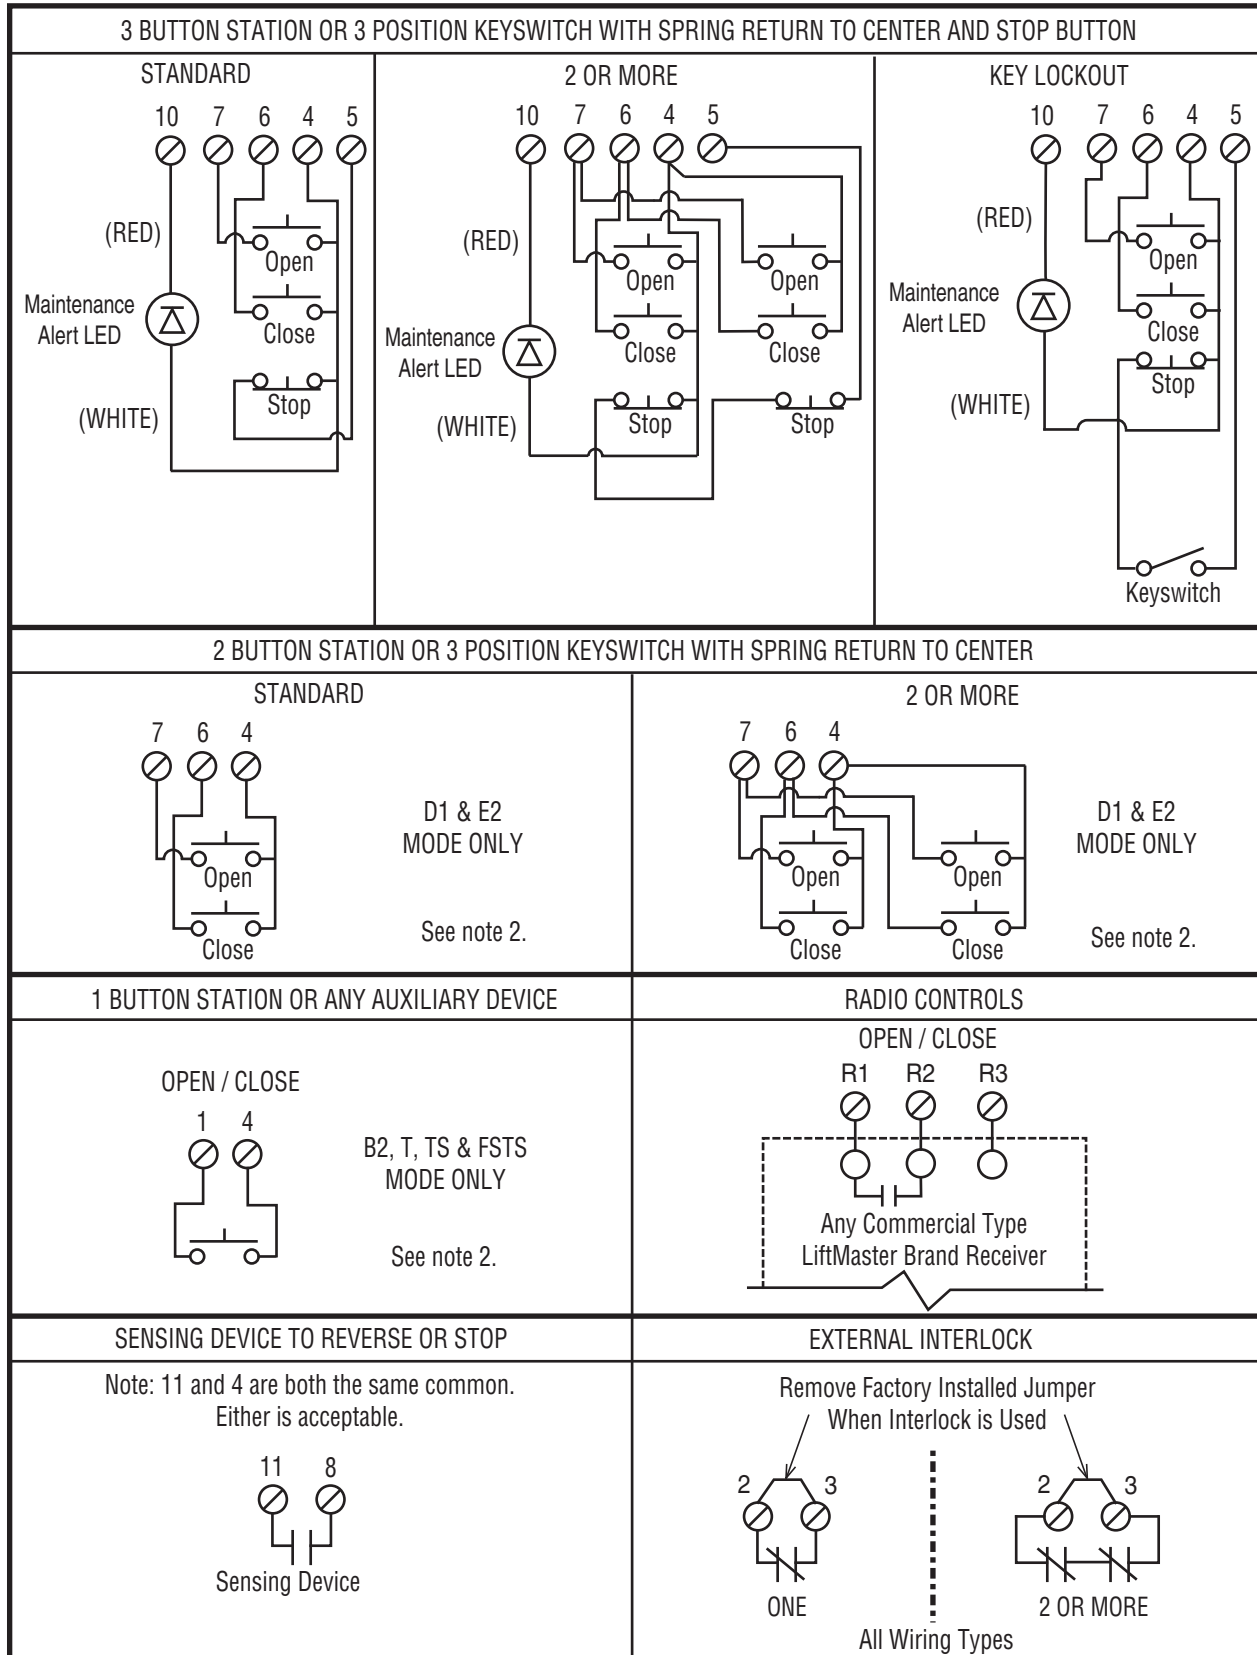 3 BUTTON STATION OR 3 POSITION KEYSWITCH WITH SPRING RETURN TO CENTER AND STOP BUTTON
STANDARD
10 7 6 4 5
(RED)
Open
Maintenance
Alert LED
Close
Stop
(WHITE)
2 OR MORE
10 7 6 4 5
(RED)
Open Open
Maintenance
Alert LED
Close Close
Stop Stop
(WHITE)
KEY LOCKOUT
10 7 6 4 5
(RED)
Open
Maintenance
Alert LED
Close
Stop
(WHITE)
Keyswitch
2 BUTTON STATION OR 3 POSITION KEYSWITCH WITH SPRING RETURN TO CENTER
STANDARD
7 6 4
D1 & E2
MODE ONLY
Open
See note 2.
Close
2 OR MORE
7 6 4
D1 & E2
MODE ONLY
Open Open
See note 2.
Close Close
1 BUTTON STATION OR ANY AUXILIARY DEVICE
OPEN / CLOSE
1 4
B2, T, TS & FSTS
MODE ONLY
See note 2.
RADIO CONTROLS
OPEN / CLOSE
R1 R2 R3
Any Commercial Type
LiftMaster Brand Receiver
SENSING DEVICE TO REVERSE OR STOP
Note: 11 and 4 are both the same common.
Either is acceptable.
11 8
Sensing Device
EXTERNAL INTERLOCK
Remove Factory Installed Jumper
When Interlock is Used
2 3 2 3
ONE 2 OR MORE
All Wiring Types